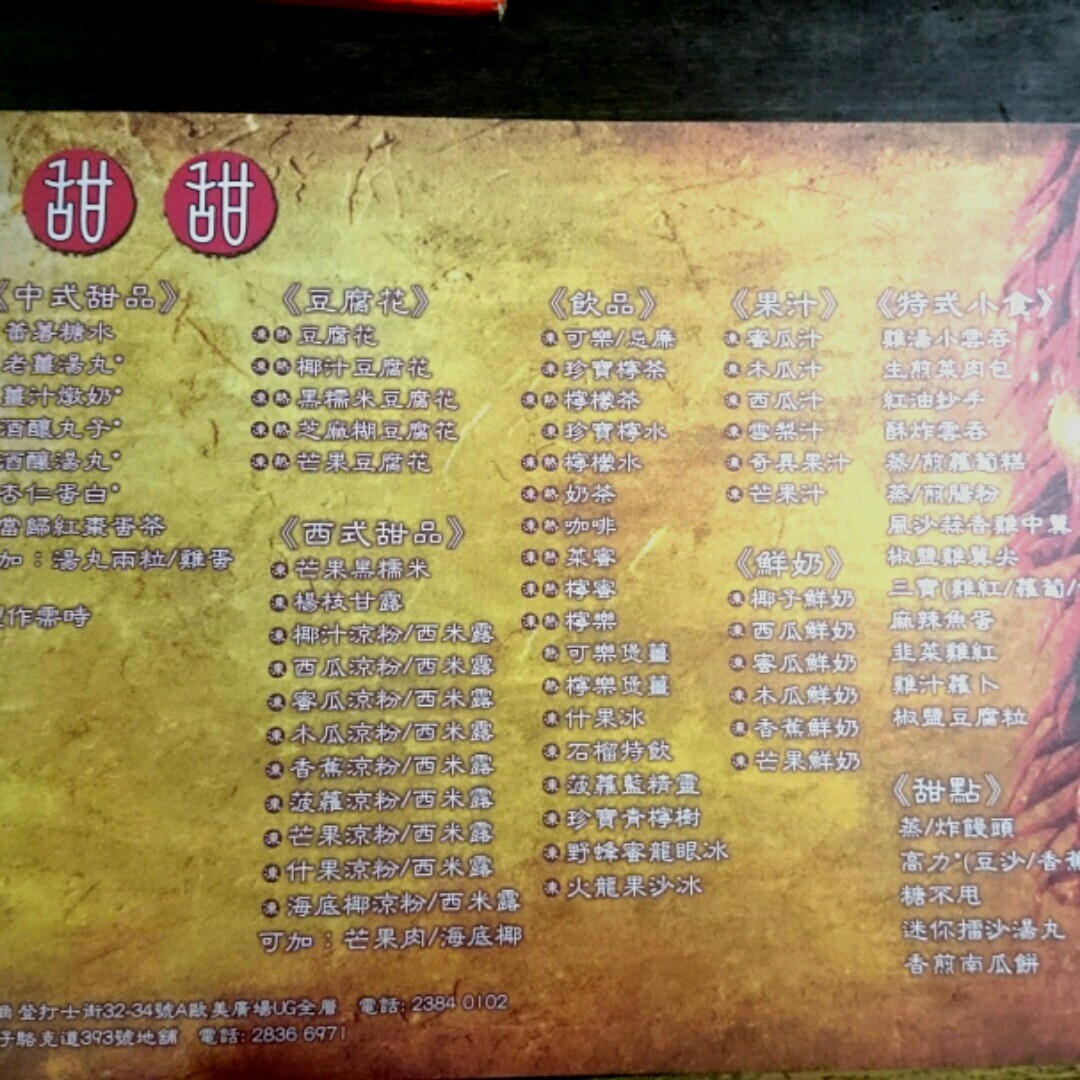 甜 甜
《中式甜品》
蕃薯糖水
老薑湯丸*
薑汁燉奶*
酒釀丸子*
酒釀湯丸*
杏仁蛋白*
當歸紅棗蛋茶
加：湯丸兩粒/雞蛋
作需時
《豆腐花》
凍 熱 豆腐花
凍 熱 椰汁豆腐花
凍 熱 黑糯米豆腐花
凍 熱 芝麻糊豆腐花
凍 熱 芒果豆腐花
《西式甜品》
凍 芒果黑糯米
凍 楊枝甘露
凍 椰汁涼粉/西米露
凍 西瓜涼粉/西米露
凍 蜜瓜涼粉/西米露
凍 木瓜涼粉/西米露
凍 香蕉涼粉/西米露
凍 菠蘿涼粉/西米露
凍 芒果涼粉/西米露
凍 什果涼粉/西米露
凍 海底椰涼粉/西米露
可加：芒果肉/海底椰
《飲品》
凍 可樂/忌廉
凍 珍寶檸茶
凍 熱 檸檬茶
凍 珍寶檸水
凍 熱 檸檬水
凍 熱 奶茶
凍 熱 咖啡
凍 熱 菜蜜
凍 熱 檸蜜
凍 熱 檸樂
熱 可樂煲薑
熱 檸樂煲薑
凍 什果冰
凍 石榴特飲
凍 菠蘿藍精靈
凍 珍寶青檸樹
凍 野蜂蜜龍眼冰
凍 火龍果沙冰
《果汁》
凍 蜜瓜汁
凍 木瓜汁
凍 西瓜汁
凍 雪梨汁
凍 奇異果汁
凍 芒果汁
《鮮奶》
凍 椰子鮮奶
凍 西瓜鮮奶
凍 蜜瓜鮮奶
凍 木瓜鮮奶
凍 香蕉鮮奶
凍 芒果鮮奶
《特式小食》
雞湯小雲吞
生煎菜肉包
紅油抄手
酥炸雲吞
蒸/煎蘿蔔糕
蒸/煎腸粉
風沙蒜香雞中翼
椒鹽雞翼尖
三寶(雞紅/蘿蔔/
麻辣魚蛋
韭菜雞紅
雞汁蘿卜
椒鹽豆腐粒
《甜點》
蒸/炸饅頭
高力*(豆沙/香蕉
糖不甩
迷你擂沙湯丸
香煎南瓜餅
角登打士街32-34號A歐美廣場UG全層 電話: 2384 0102
子駱克道393號地舖 電話: 2836 6971